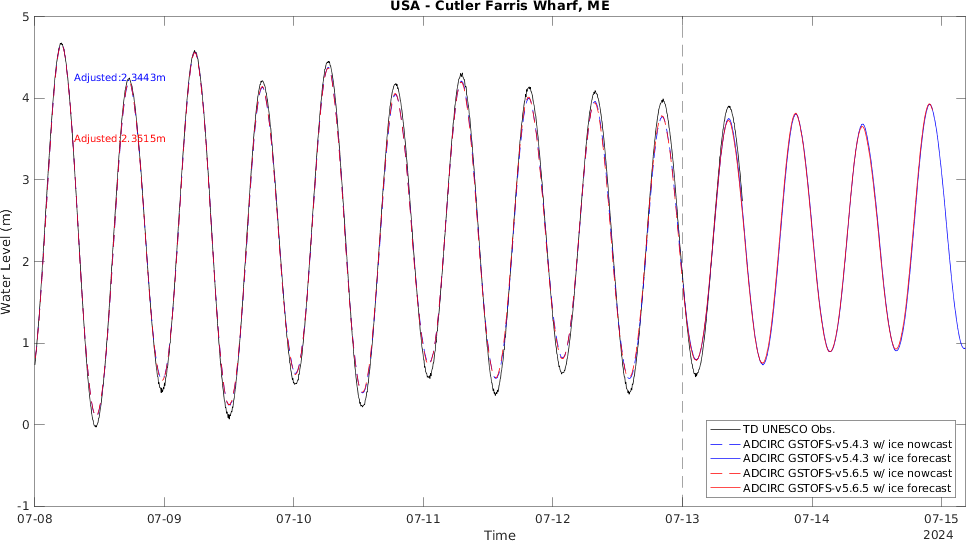 USA - Cutler Farris Wharf, ME
5
4
3
2
1
0
-1
Water Level (m)
Adjusted:2.3443m
Adjusted:2.3615m
TD UNESCO Obs.
ADCIRC GSTOFS-v5.4.3 w/ ice nowcast
ADCIRC GSTOFS-v5.4.3 w/ ice forecast
ADCIRC GSTOFS-v5.6.5 w/ ice nowcast
ADCIRC GSTOFS-v5.6.5 w/ ice forecast
07-08 07-09 07-10 07-11 07-12 07-13 07-14 07-15
Time
2024